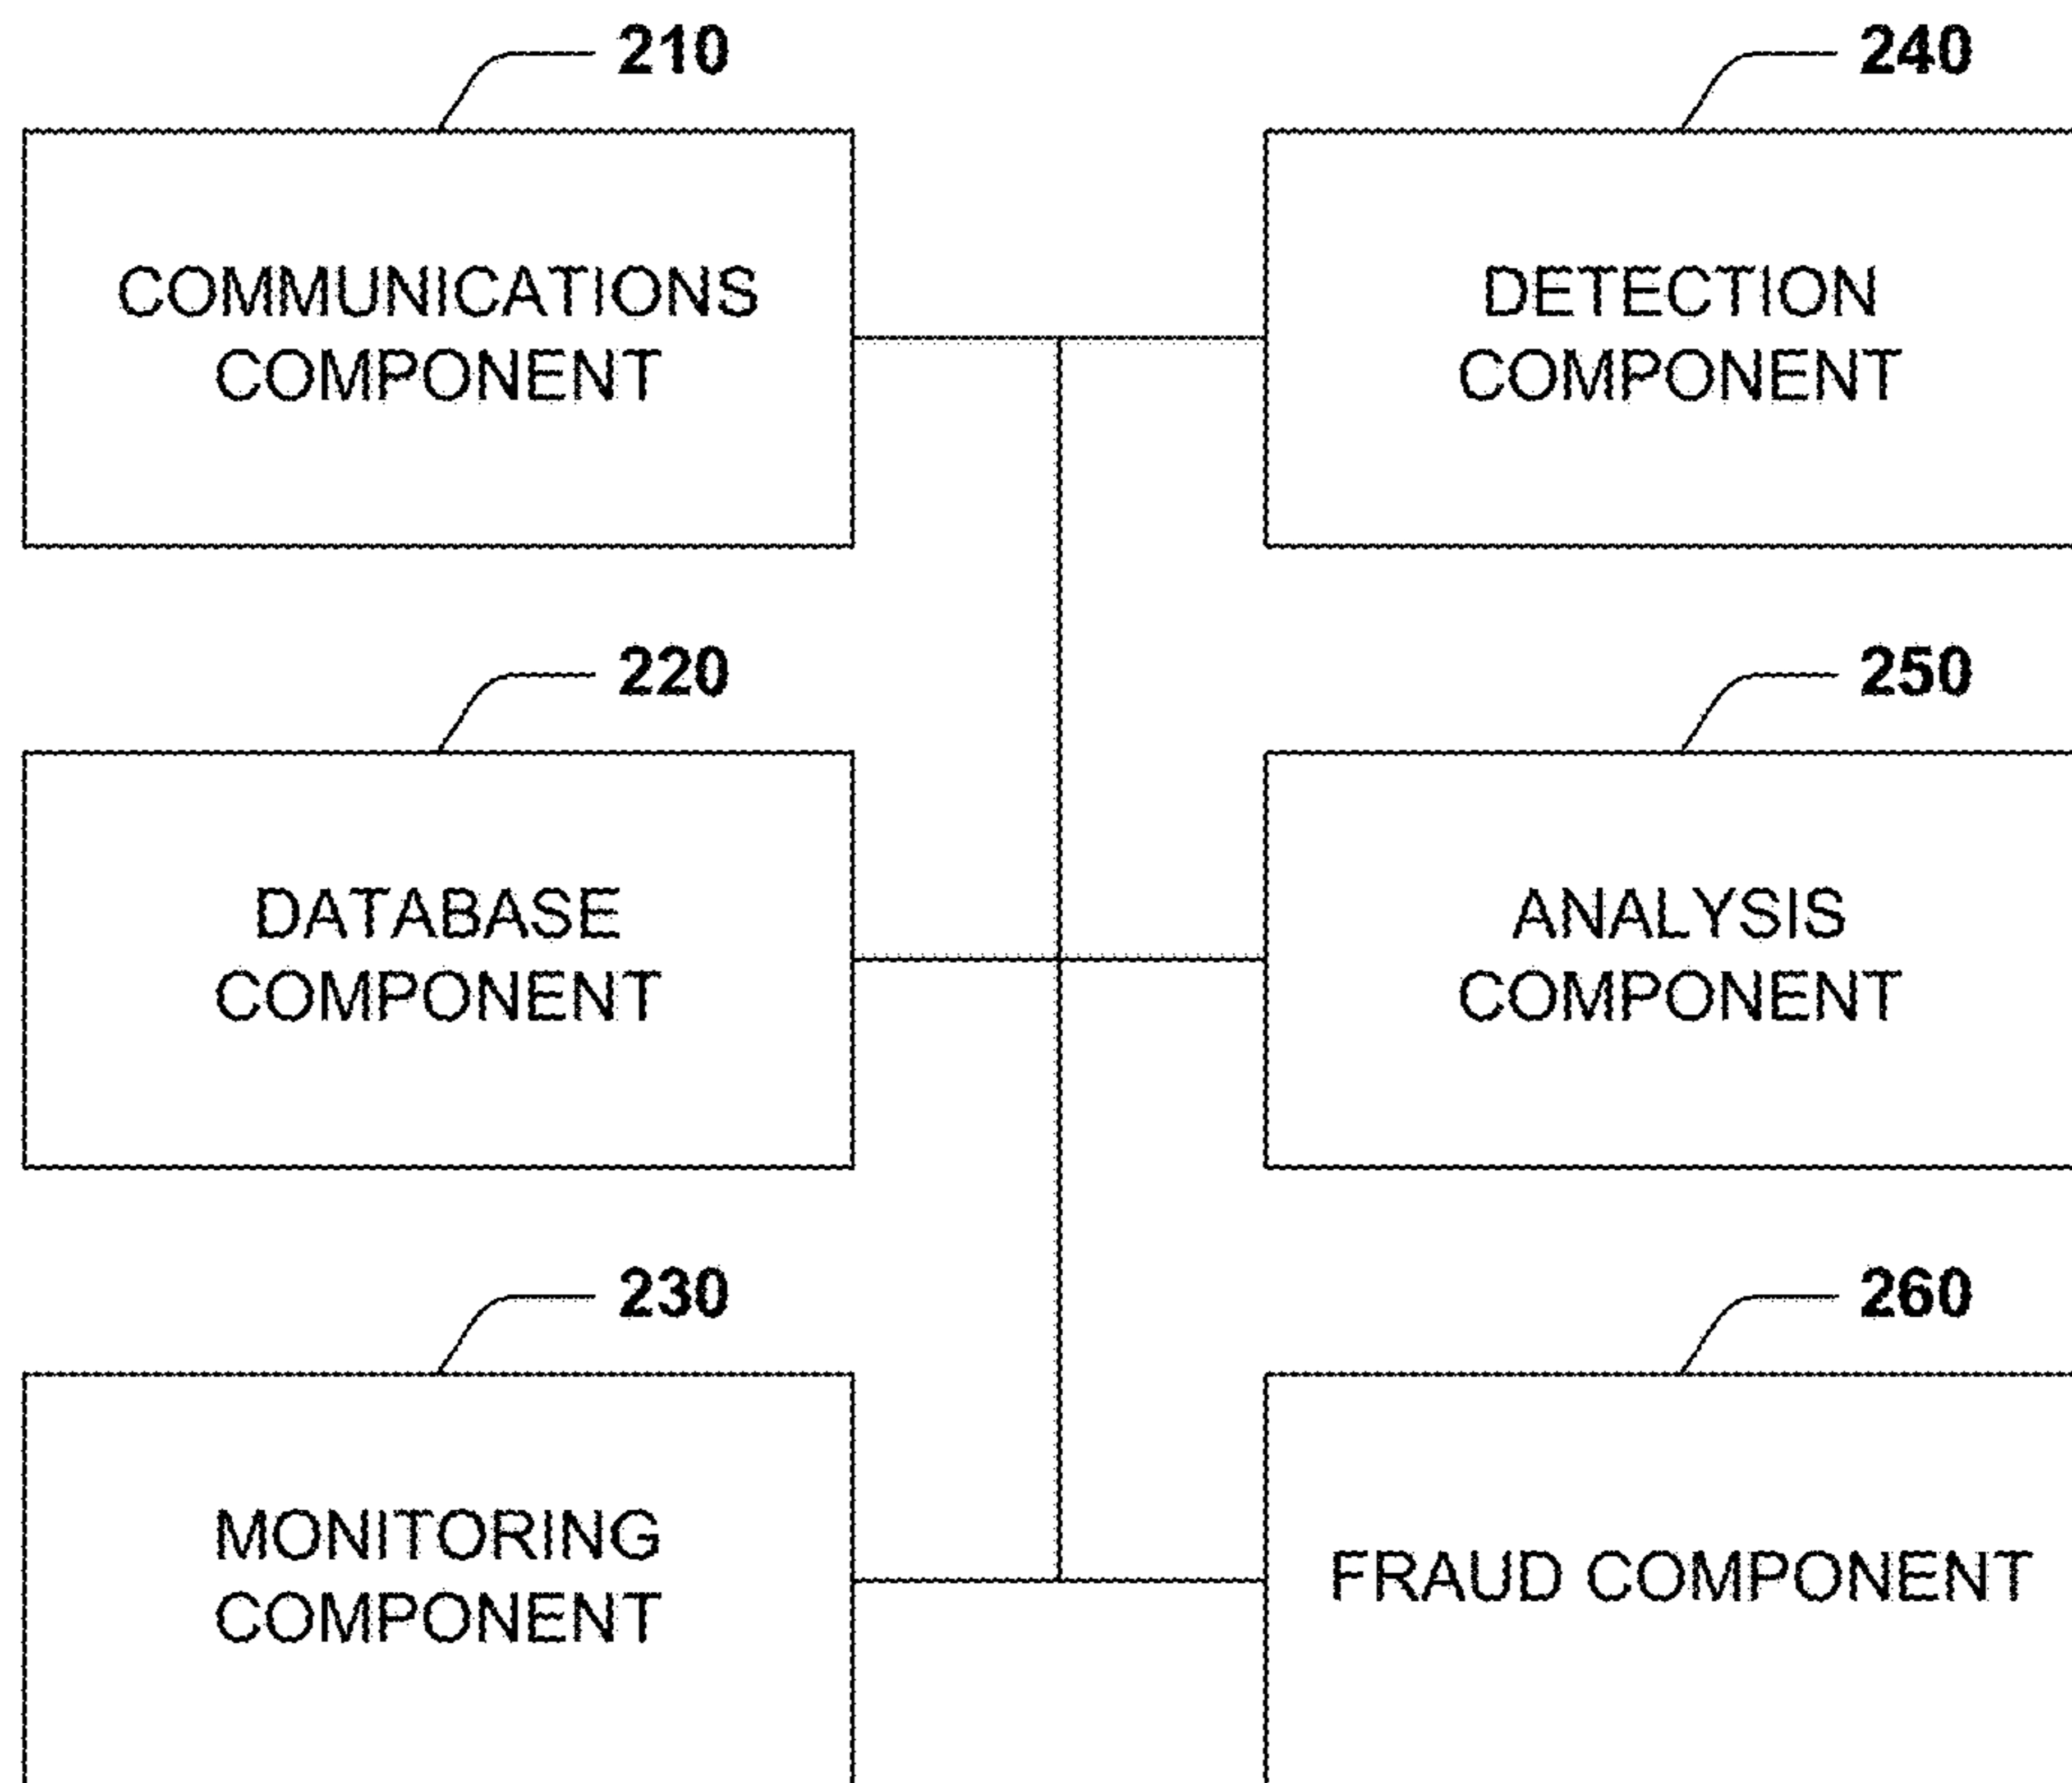 210
COMMUNICATIONS
COMPONENT
240
DETECTION
COMPONENT
220
DATABASE
COMPONENT
250
ANALYSIS
COMPONENT
230
MONITORING
COMPONENT
260
FRAUD COMPONENT